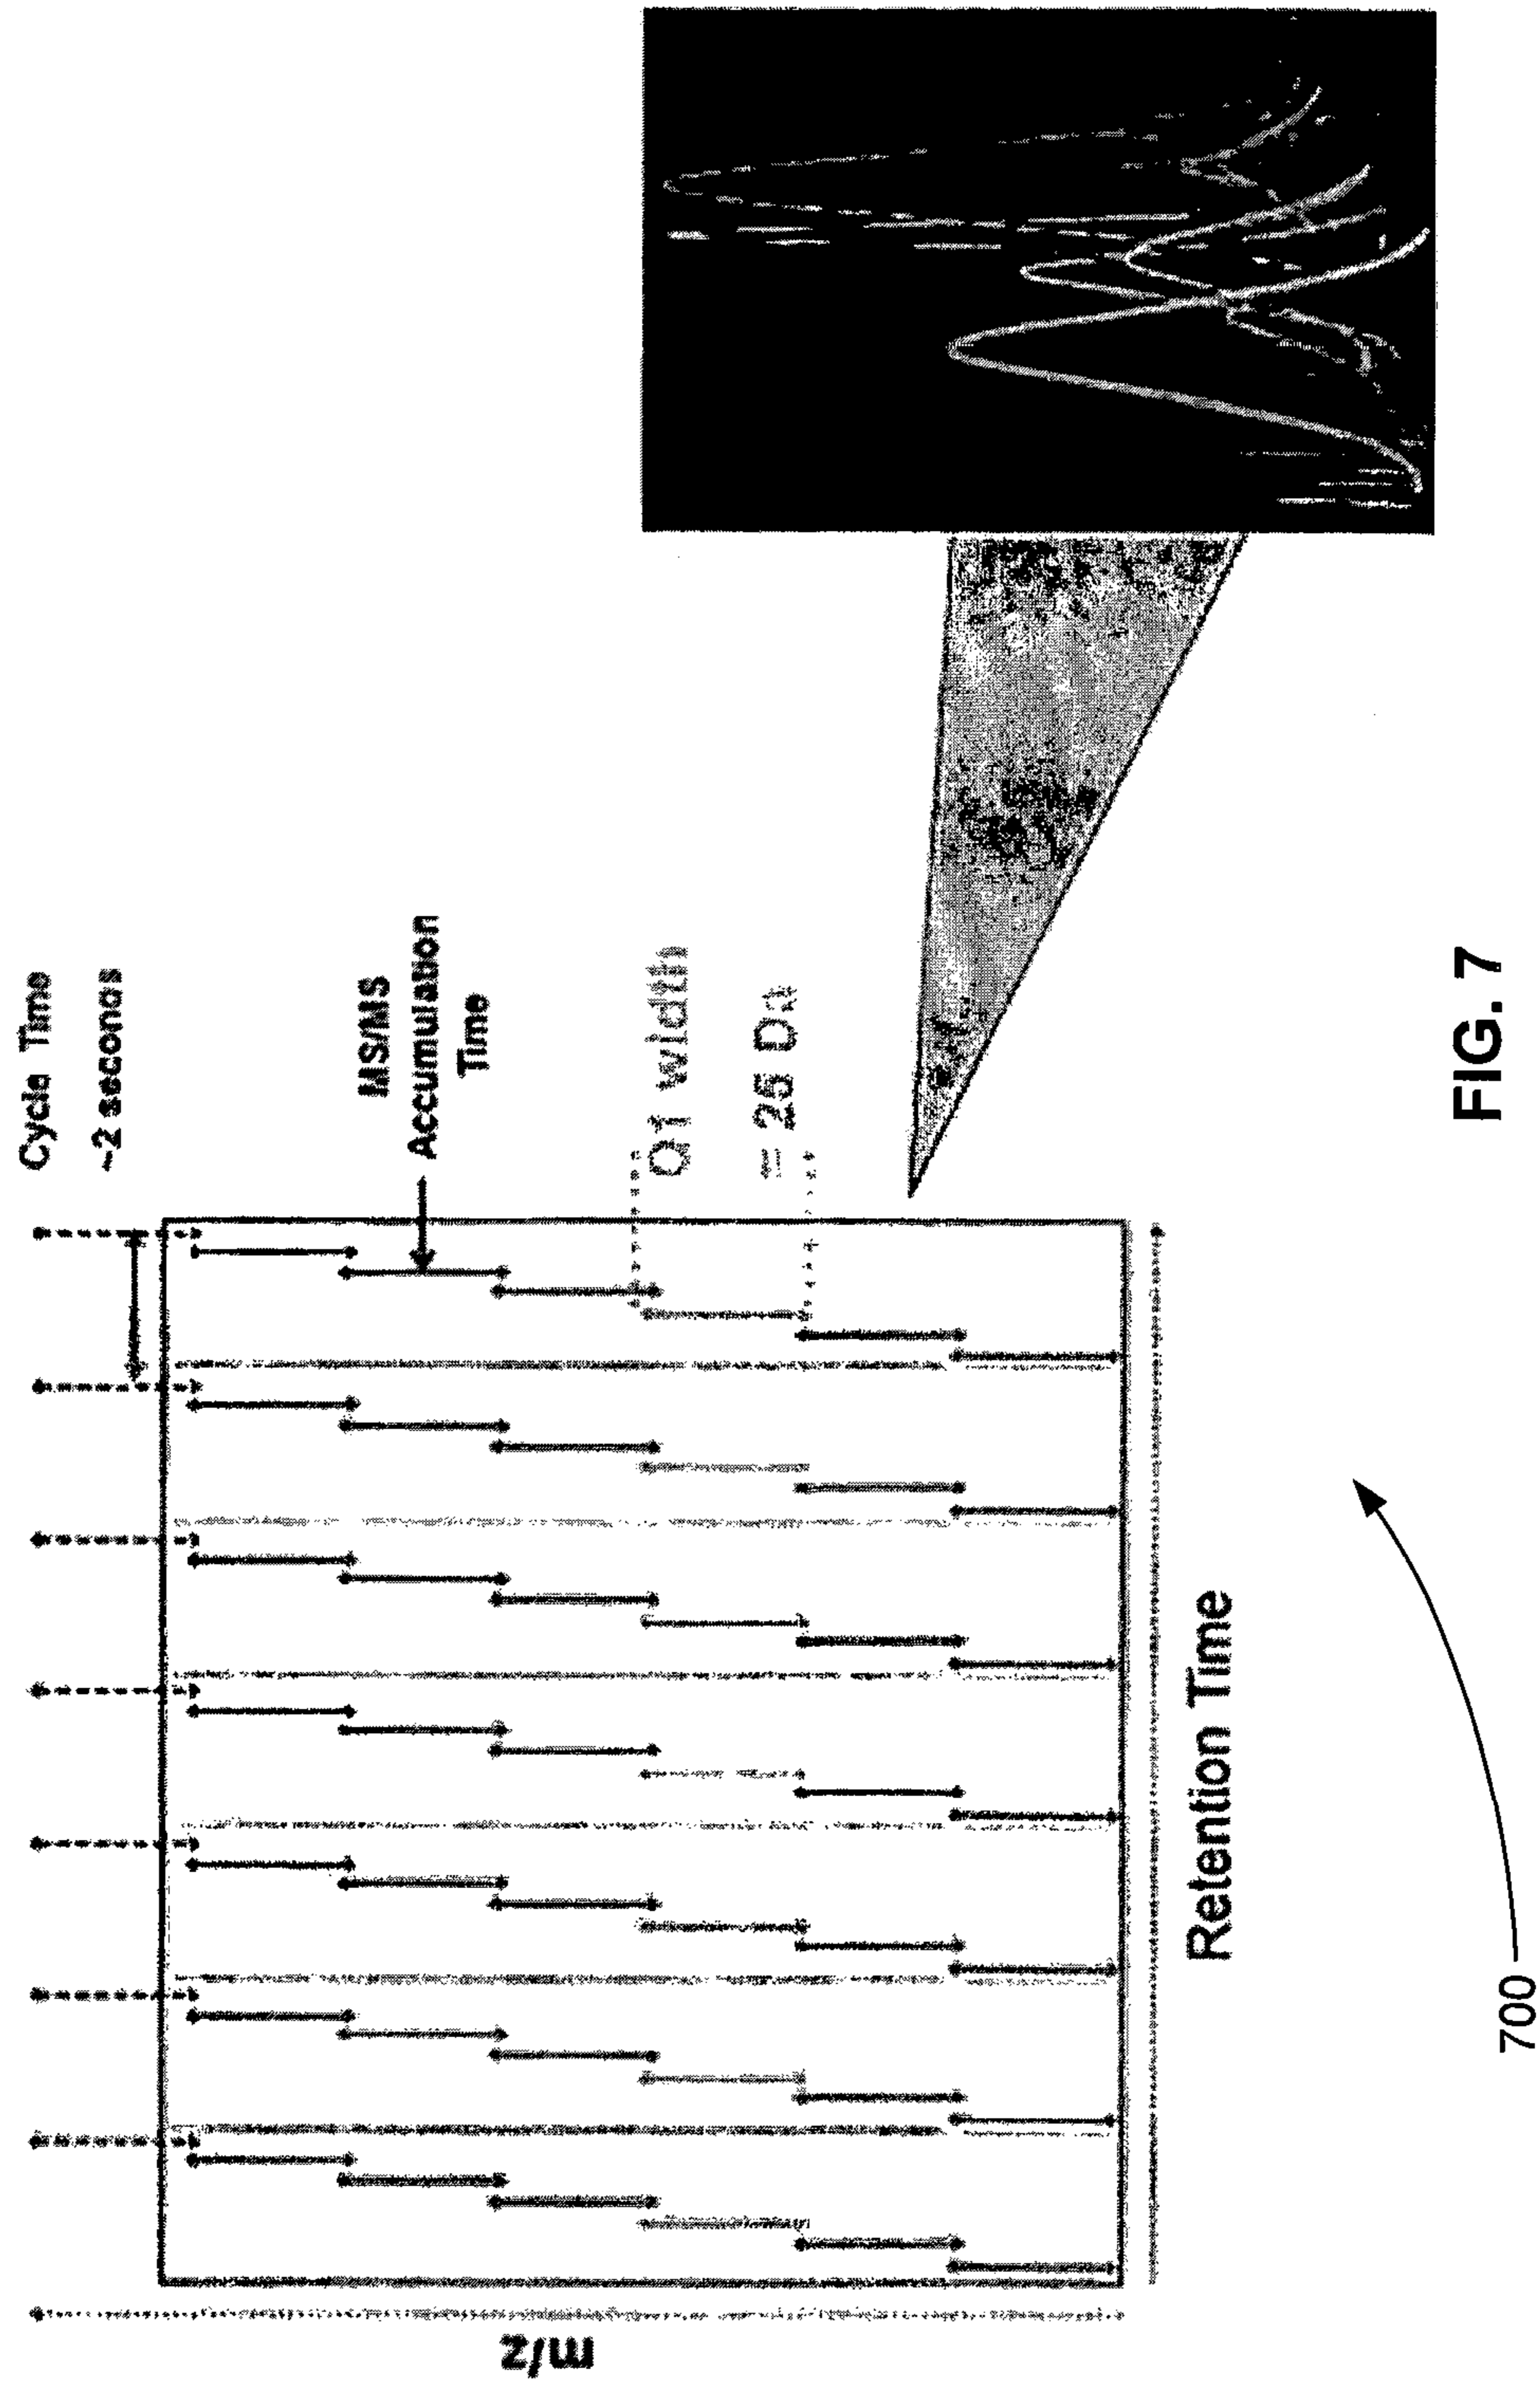 Cycle Time
~2 seconds
MS/MS
Accumulation
Time
Q1 width
= 25 Da
m/z
Retention Time
700
FIG. 7